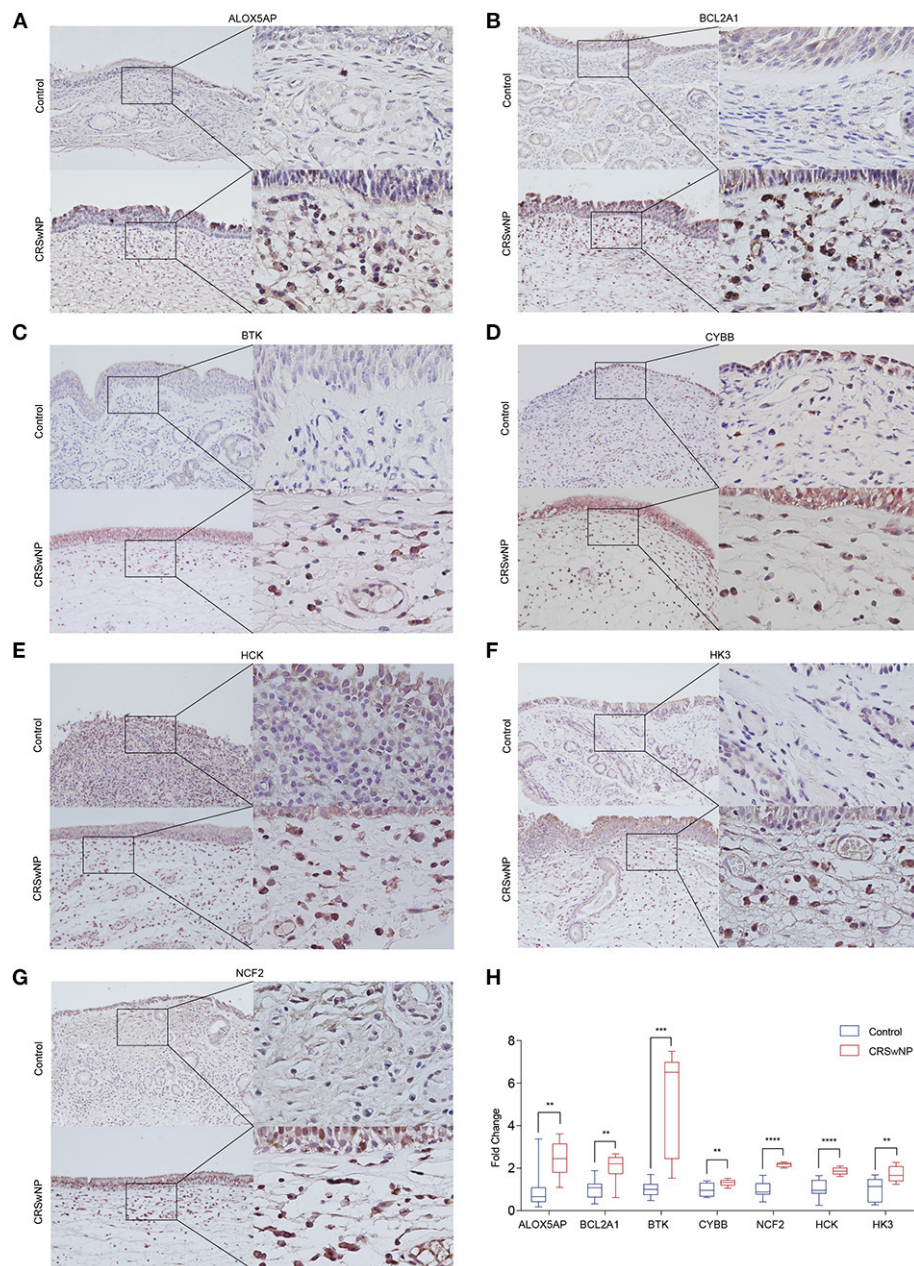 A
ALOX5AP
Control
CRSwNP
B
BCL2A1
Control
CRSwNP
C
BTK
Control
CRSwNP
D
CYBB
Control
CRSwNP
E
HCK
Control
CRSwNP
F
HK3
Control
CRSwNP
G
NCF2
Control
CRSwNP
H
Control
CRSwNP
Fold Change
8
6
4
2
0
** ** *** ** **** **** **
ALOX5AP BCL2A1 BTK CYBB NCF2 HCK HK3